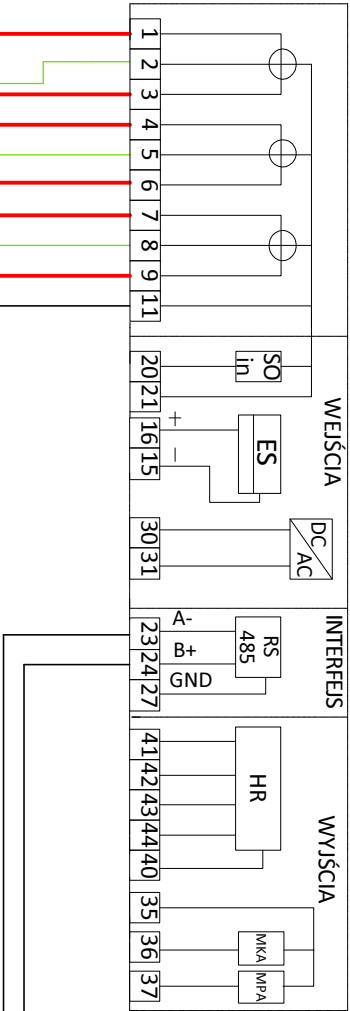 1
2
3
4
5
6
7
8
9
11
20
21
16
15
30
31
23
24
27
41
42
43
44
40
35
36
37
SO
in
+
−
ES
DC
AC
A-
B+
GND
RS
485
HR
MKA
MPA
WEJŚCIA
INTERFEJS
WYJŚCIA